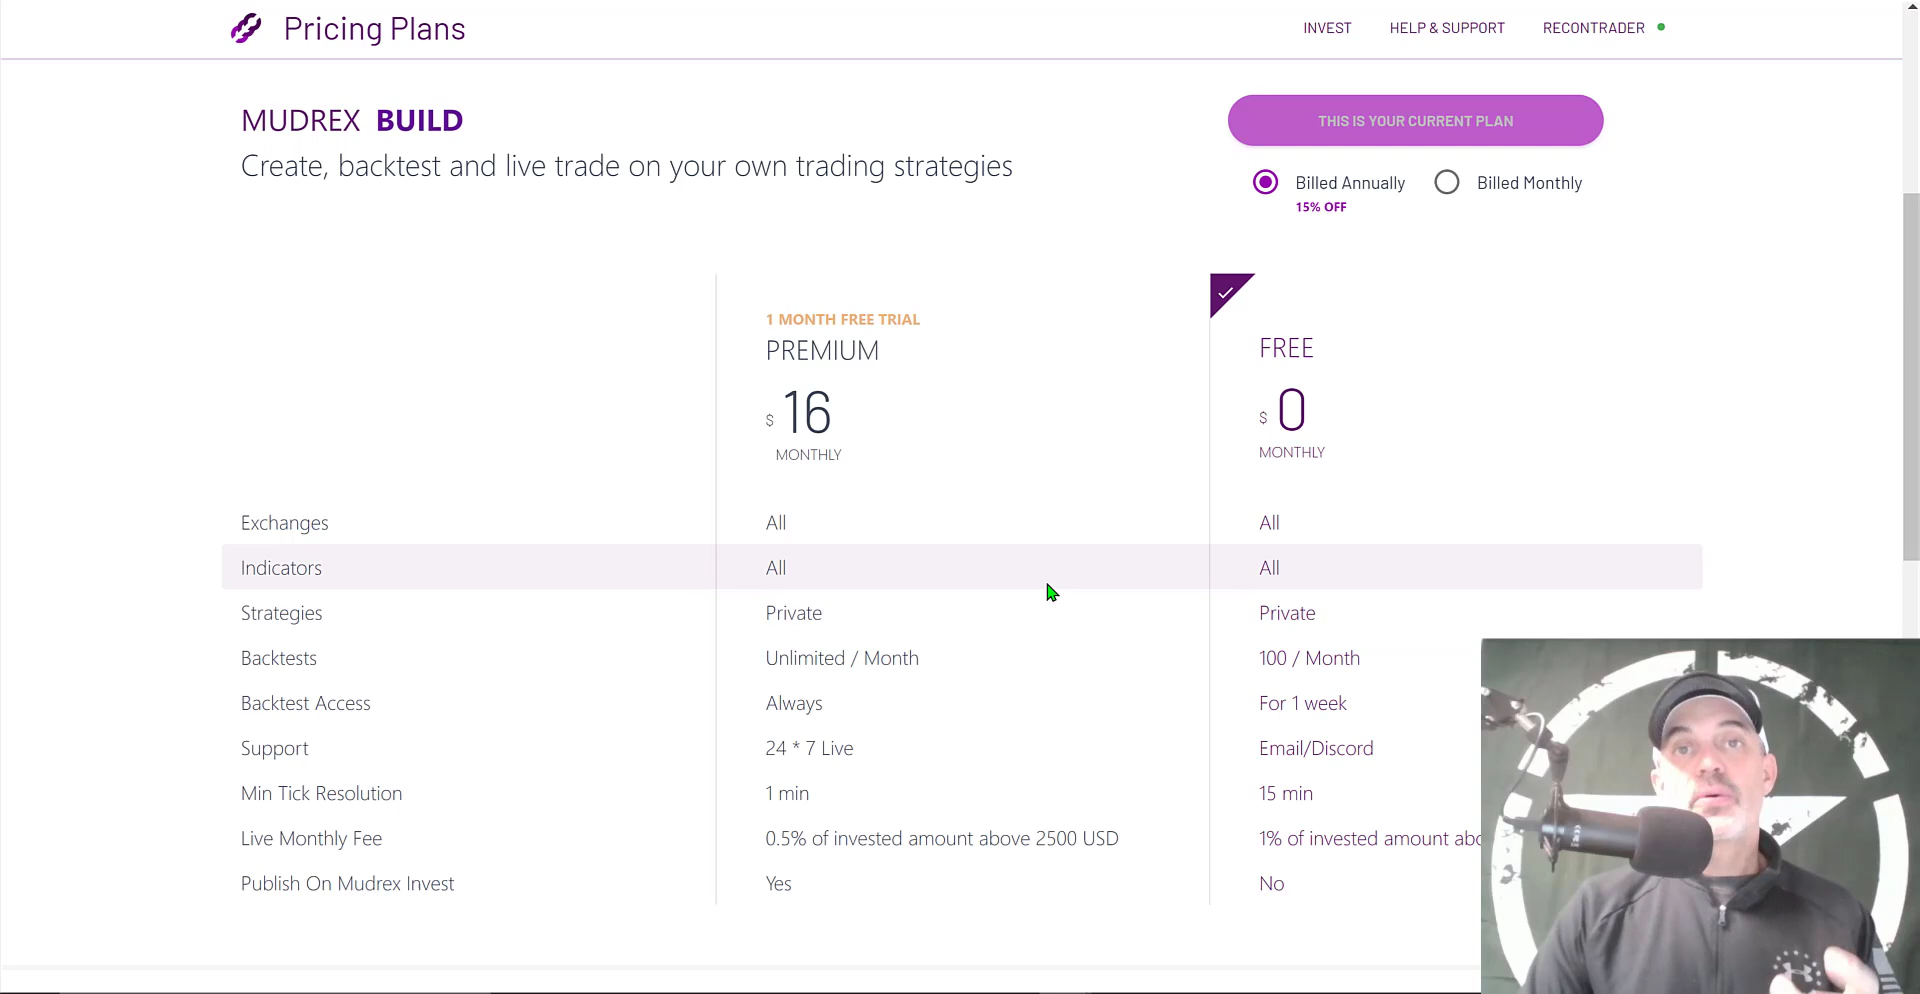 Pricing Plans
INVEST
HELP & SUPPORT
RECONTRADER
MUDREX BUILD
Create, backtest and live trade on your own trading strategies
THIS IS YOUR CURRENT PLAN
Billed Annually
Billed Monthly
15% OFF
1 MONTH FREE TRIAL
PREMIUM
FREE
$ 16
$ 0
MONTHLY
MONTHLY
Exchanges All All
Indicators All All
Strategies Private Private
Backtests Unlimited / Month 100 / Month
Backtest Access Always For 1 week
Support 24 * 7 Live Email/Discord
Min Tick Resolution 1 min 15 min
Live Monthly Fee 0.5% of invested amount above 2500 USD 1% of invested amount
Publish On Mudrex Invest Yes No